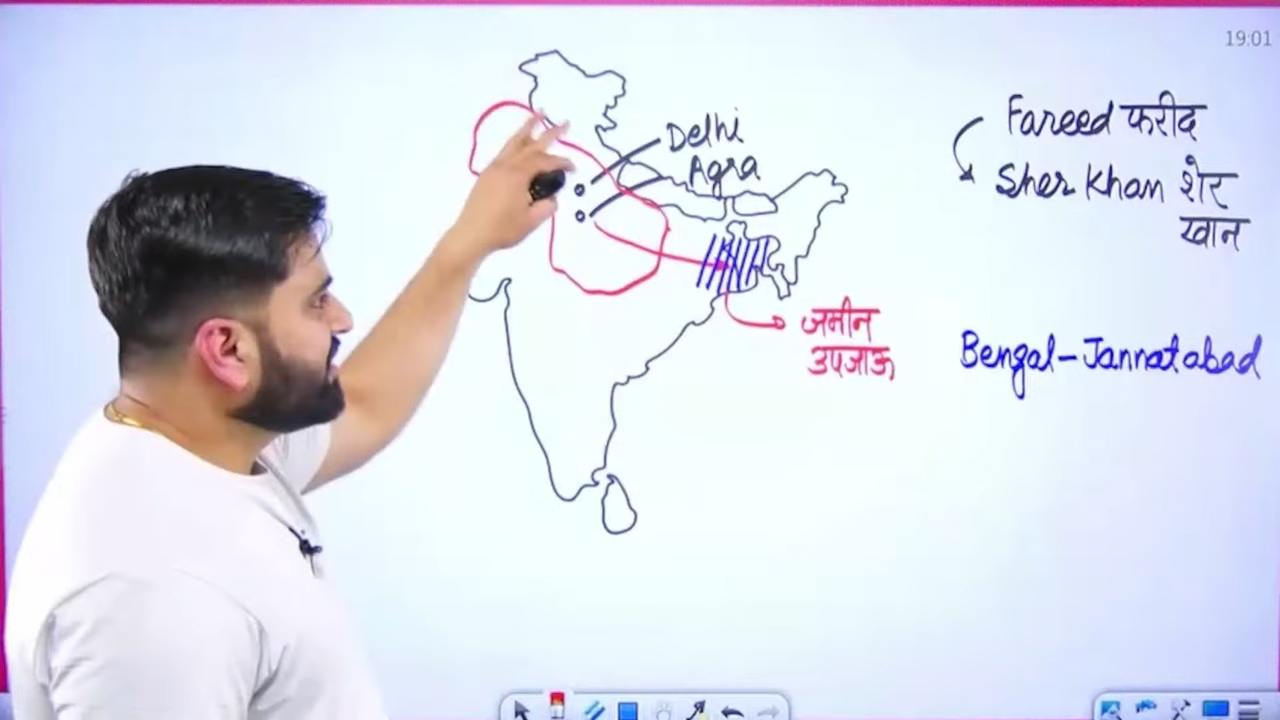 19:01
Delhi
Agra
Fareed फरीद
Sher Khan शेर
खान
जमीन
उपजाऊ
Bengal-Jannatabad